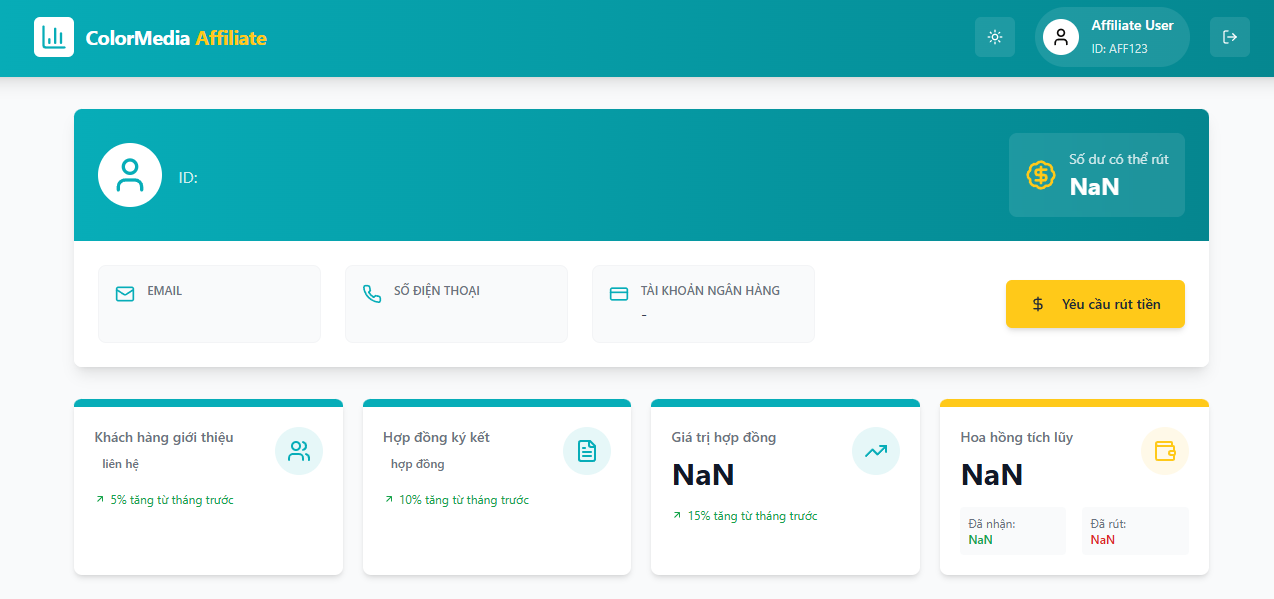 ColorMedia Affiliate
Affiliate User
ID: AFF123
ID:
Số dư có thể rút
NaN
EMAIL
SỐ ĐIỆN THOẠI
TÀI KHOẢN NGÂN HÀNG
-
Yêu cầu rút tiền
Khách hàng giới thiệu
liên hệ
5% tăng từ tháng trước
Hợp đồng ký kết
hợp đồng
10% tăng từ tháng trước
Giá trị hợp đồng
NaN
15% tăng từ tháng trước
Hoa hồng tích lũy
NaN
Đã nhận:
NaN
Đã rút:
NaN